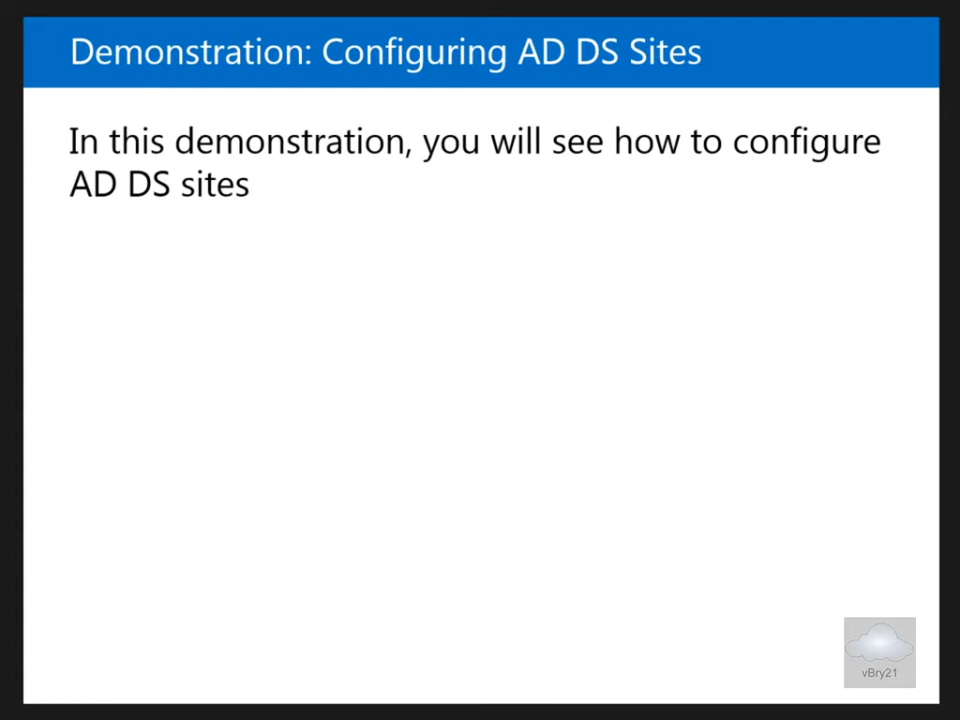 Demonstration: Configuring AD DS Sites
In this demonstration, you will see how to configure
AD DS sites
vBry21